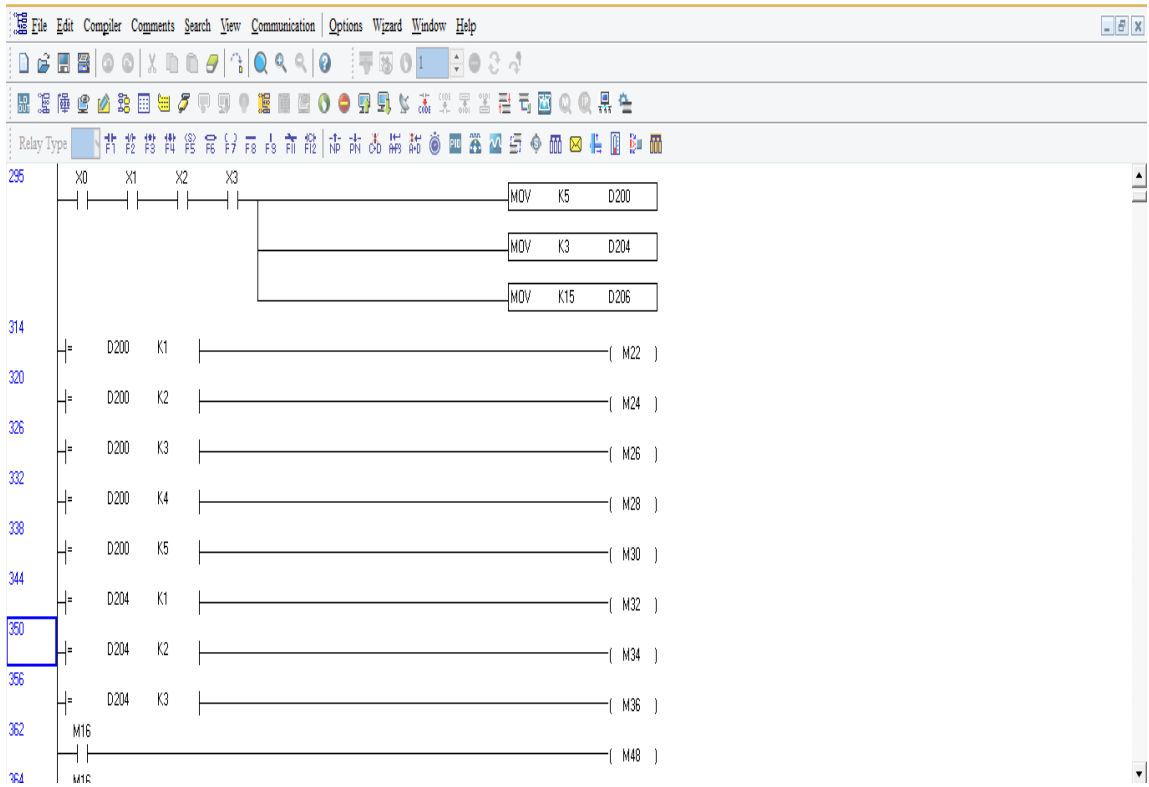 File Edit Compiler Comments Search View Communication Options Wizard Window Help
1
Relay Type F1 F2 F3 F4 F5 F6 F7 F8 F9 F11 F12 NP PN
295 X0 X1 X2 X3
MOV K5 D200
MOV K3 D204
MOV K15 D206
314
= D200 K1 ( M22 )
320
= D200 K2 ( M24 )
326
= D200 K3 ( M26 )
332
= D200 K4 ( M28 )
338
= D200 K5 ( M30 )
344
= D204 K1 ( M32 )
350
= D204 K2 ( M34 )
356
= D204 K3 ( M36 )
362 M16
( M48 )
364 M16